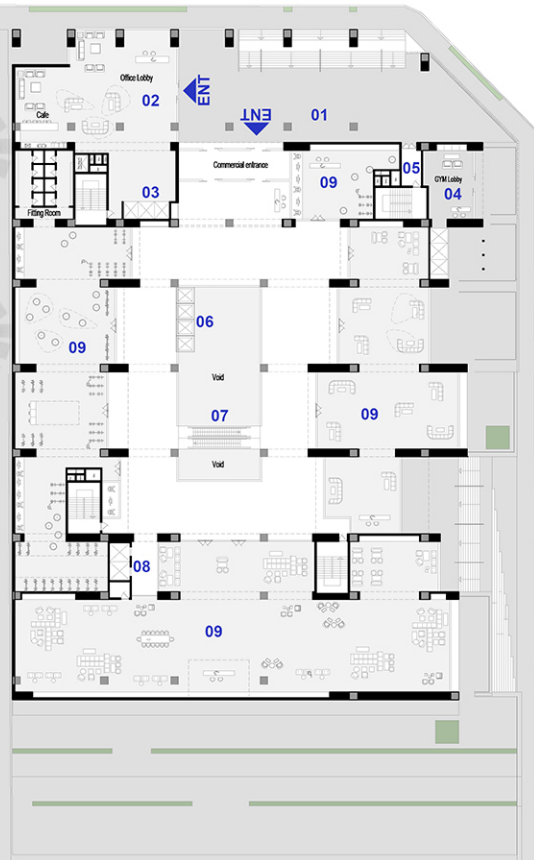 Office Lobby
02
ENT
ENT
01
Cafe
Commercial entrance
09
05
GYM Lobby
04
03
Fitting Room
06
09
Void
07
09
Void
08
09